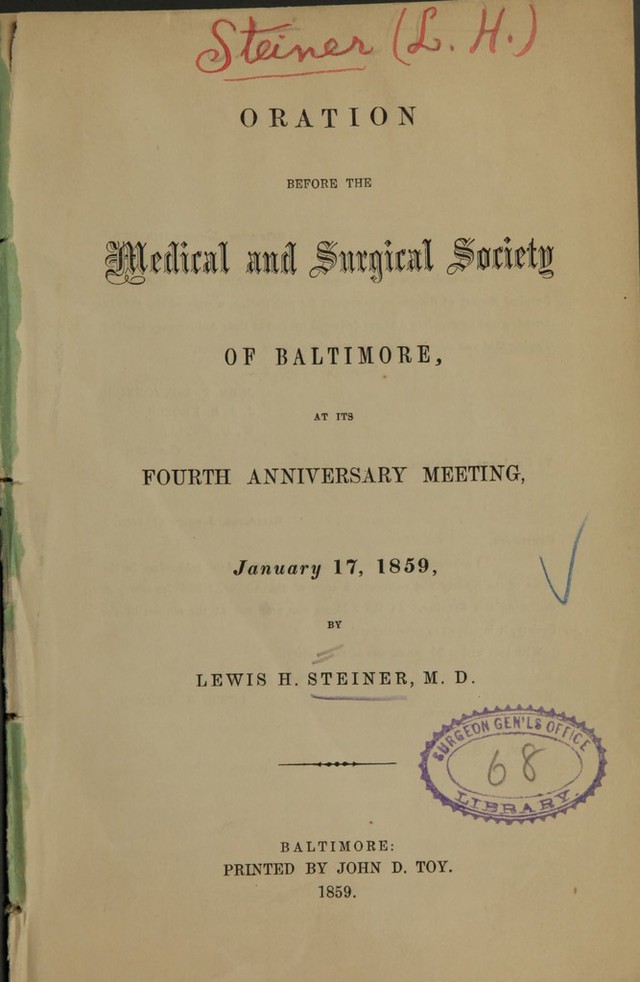 Steiner (L. H.)
ORATION
BEFORE THE
Medical and Surgical Society
OF BALTIMORE,
AT ITS
FOURTH ANNIVERSARY MEETING,
January 17, 1859,
BY
LEWIS H. STEINER, M. D.
SURGEON GEN'LS OFFICE
68
LIBRARY.
BALTIMORE:
PRINTED BY JOHN D. TOY.
1859.